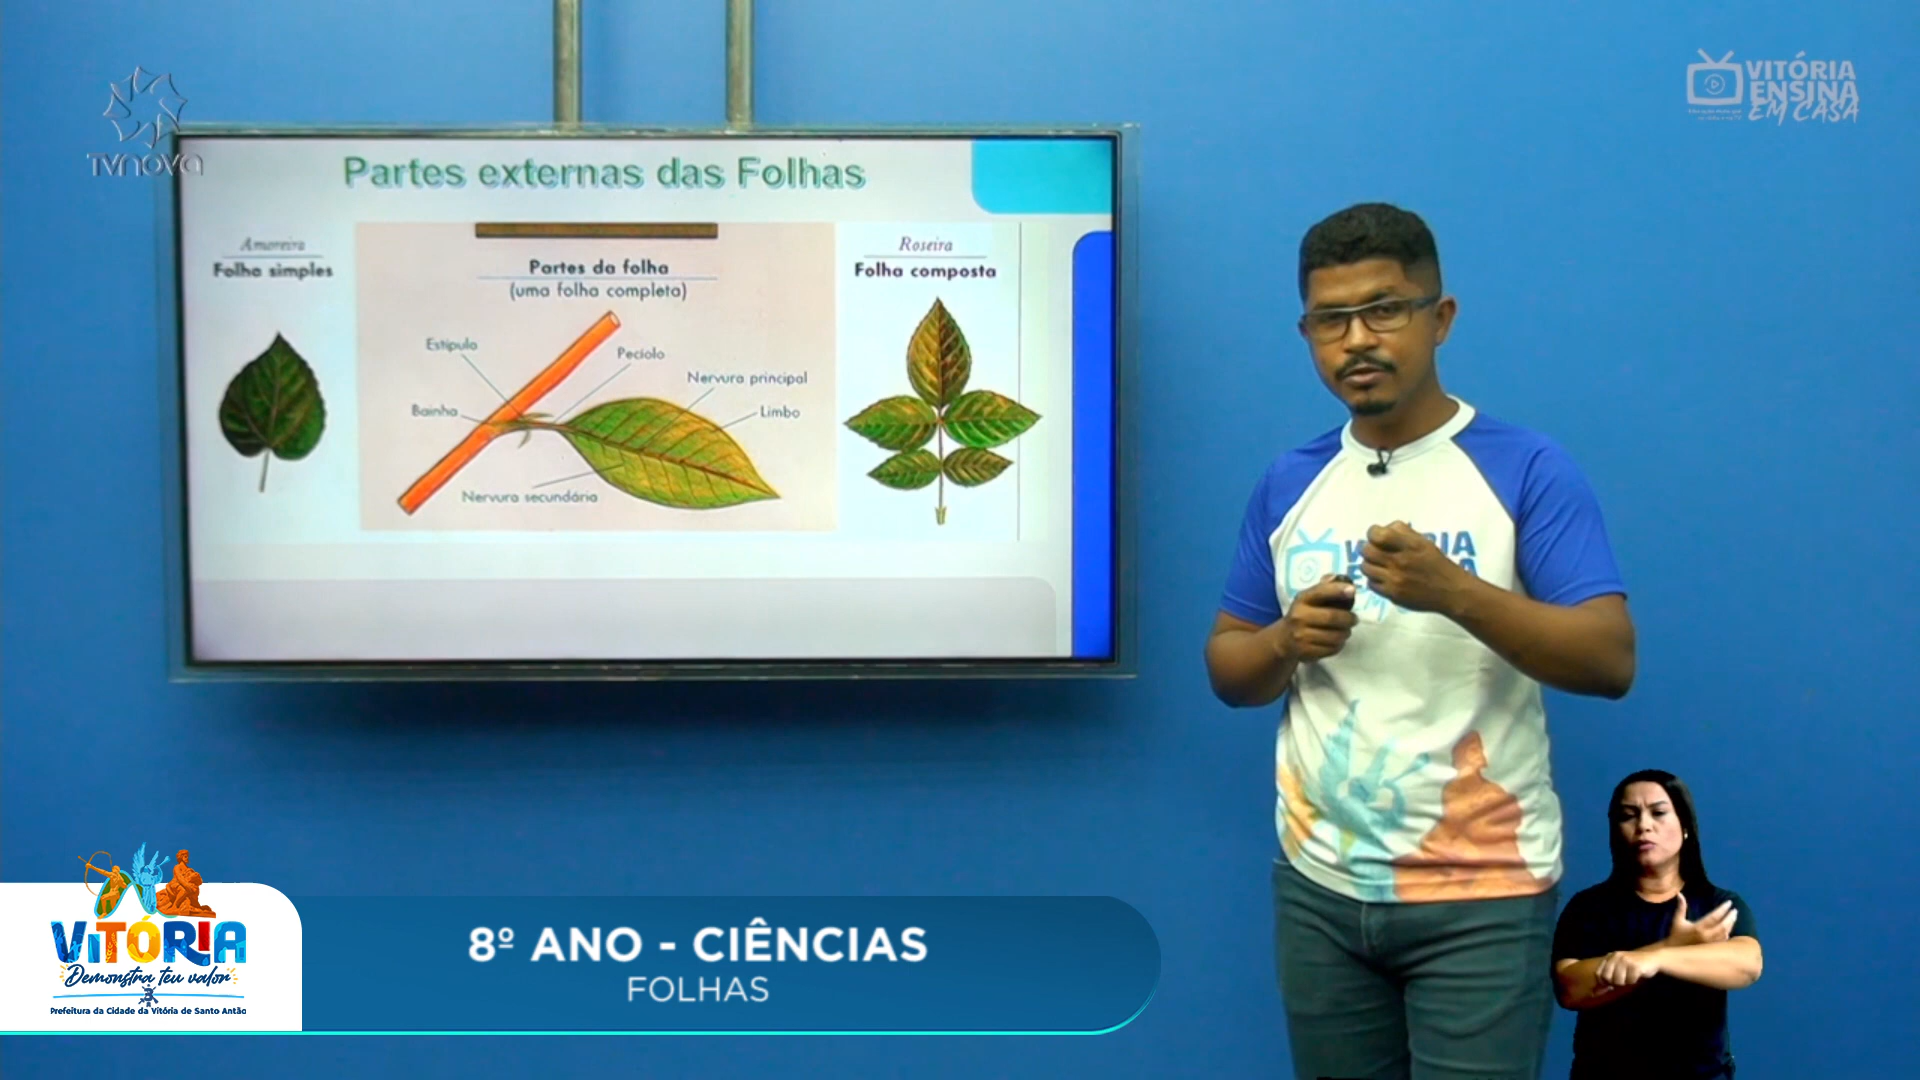 TVNOVA
VITÓRIA
ENSINA
EM CASA
Partes externas das Folhas
Amoreira
Folha simples
Partes da folha
(uma folha completa)
Roseira
Folha composta
Estípula
Pecíolo
Nervura principal
Bainha
Limbo
Nervura secundária
VITÓRIA
Demonstra teu valor
Prefeitura da Cidade da Vitória de Santo Antão
8º ANO - CIÊNCIAS
FOLHAS